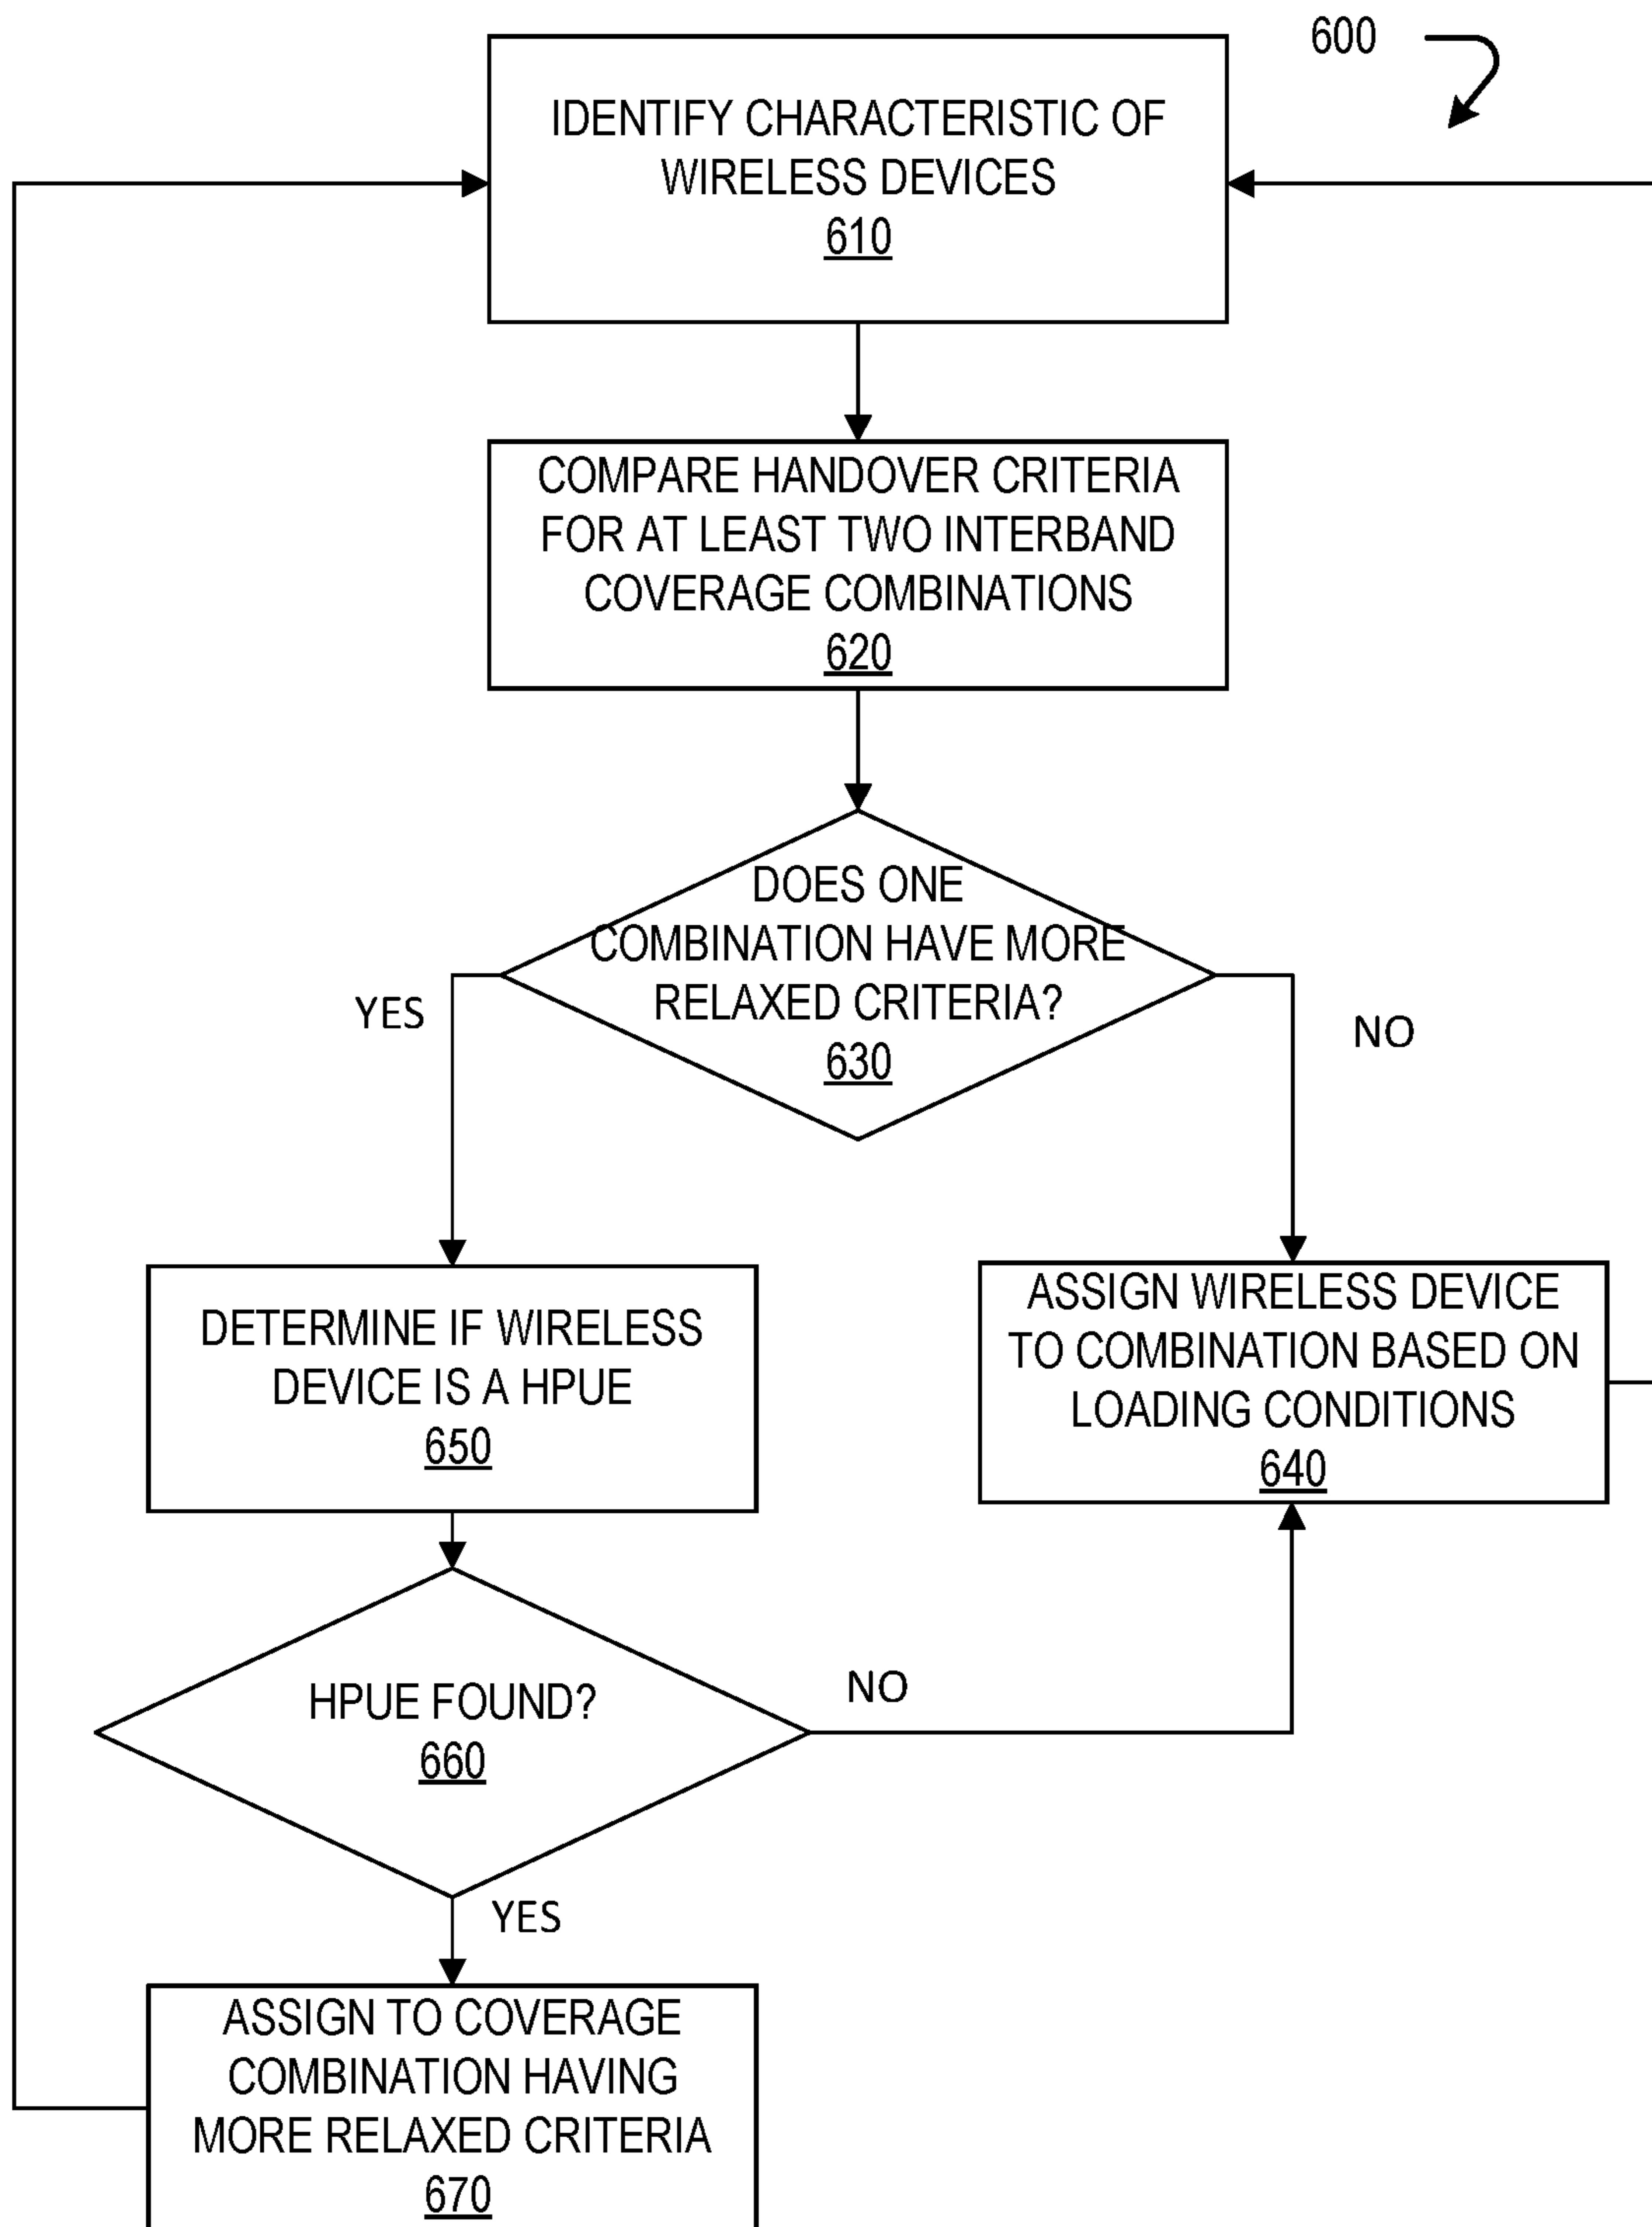 600
IDENTIFY CHARACTERISTIC OF
WIRELESS DEVICES
610
COMPARE HANDOVER CRITERIA
FOR AT LEAST TWO INTERBAND
COVERAGE COMBINATIONS
620
DOES ONE
COMBINATION HAVE MORE
RELAXED CRITERIA?
630
YES
NO
DETERMINE IF WIRELESS
DEVICE IS A HPUE
650
ASSIGN WIRELESS DEVICE
TO COMBINATION BASED ON
LOADING CONDITIONS
640
HPUE FOUND?
660
NO
YES
ASSIGN TO COVERAGE
COMBINATION HAVING
MORE RELAXED CRITERIA
670